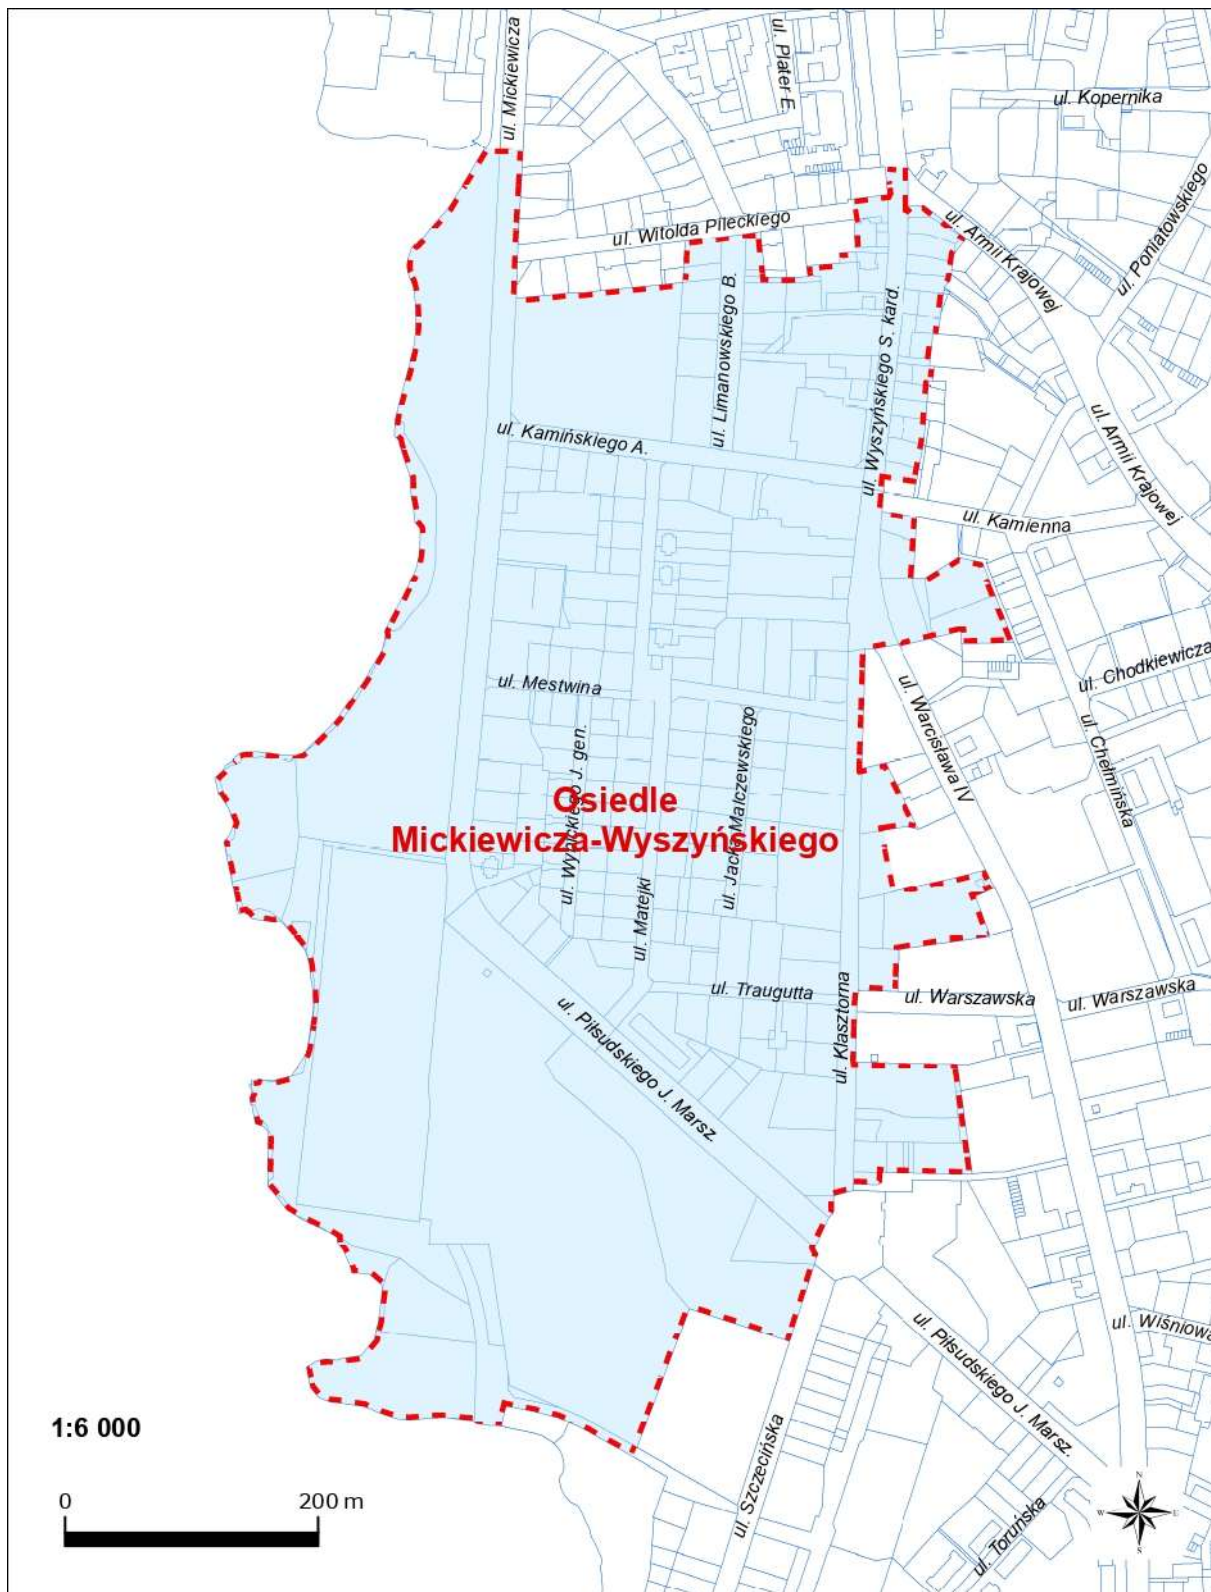 ul. Mickiewicza
ul. Plater E.
ul. Kopernika
ul. Poniatowskiego
ul. Witolda Pileckiego
ul. Armii Krajowej
ul. Limanowskiego B.
ul. Wyszyńskiego S. kard.
ul. Armii Krajowej
ul. Kamińskiego A.
ul. Kamienna
ul. Chodkiewicza
ul. Mestwina
ul. Warcisława IV
ul. Chełmińska
ul. Wybickiego J. gen.
ul. Jacka Malczewskiego
Osiedle
Mickiewicza-Wyszyńskiego
ul. Matejki
ul. Traugutta
ul. Klasztorna
ul. Warszawska
ul. Warszawska
ul. Piłsudskiego J. Marsz.
ul. Wiśniowa
ul. Piłsudskiego J. Marsz.
ul. Szczecińska
ul. Toruńska
1:6 000
0 200 m
N
W E
S